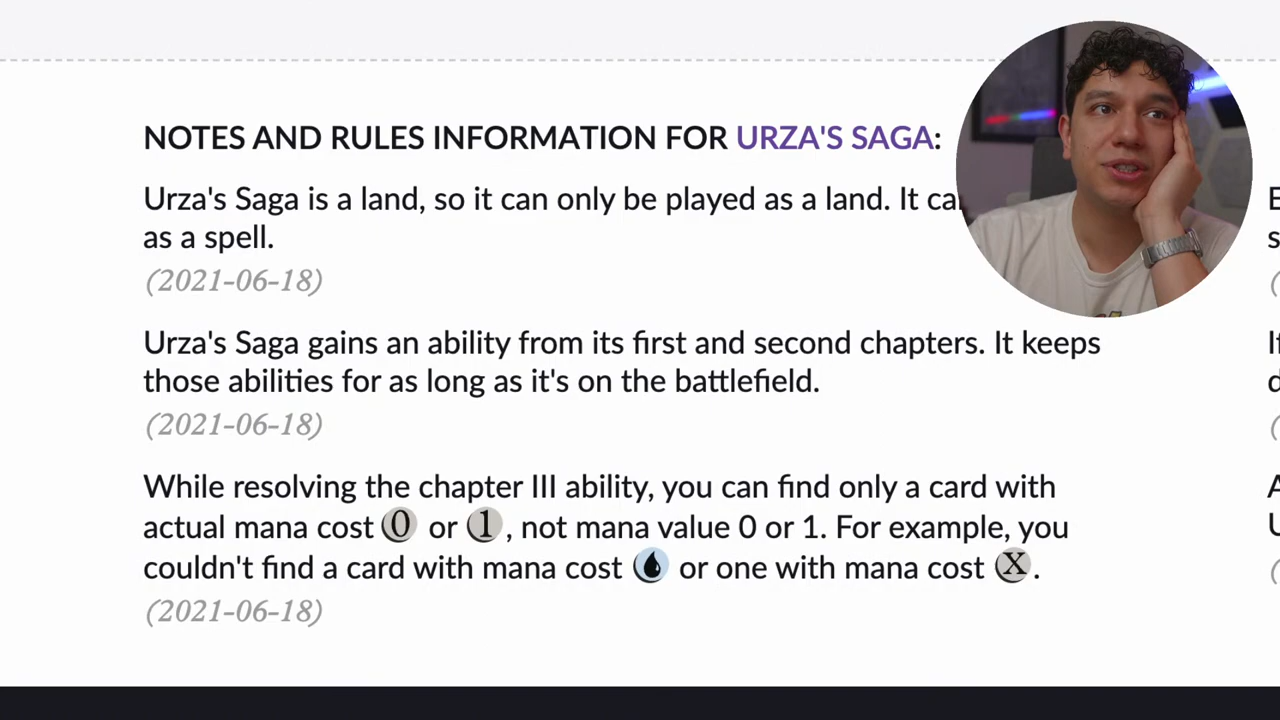 NOTES AND RULES INFORMATION FOR URZA'S SAGA:
Urza's Saga is a land, so it can only be played as a land. It
as a spell.
(2021-06-18)
Urza's Saga gains an ability from its first and second chapters. It keeps
those abilities for as long as it's on the battlefield.
(2021-06-18)
While resolving the chapter III ability, you can find only a card with
actual mana cost 0 or 1, not mana value 0 or 1. For example, you
couldn't find a card with mana cost or one with mana cost X.
(2021-06-18)